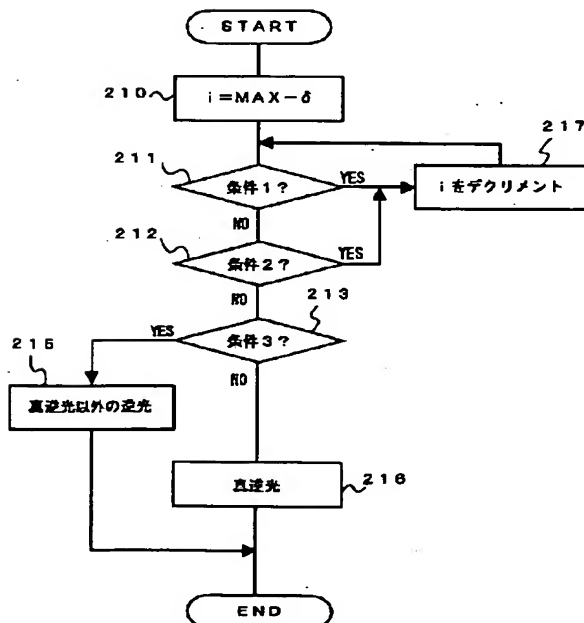 START
210
i=MAX-δ
217
211
条件1?
YES
iをデクリメント
NO
212
条件2?
YES
NO
213
条件3?
YES
215
NO
真逆光以外の逆光
真逆光
216
END